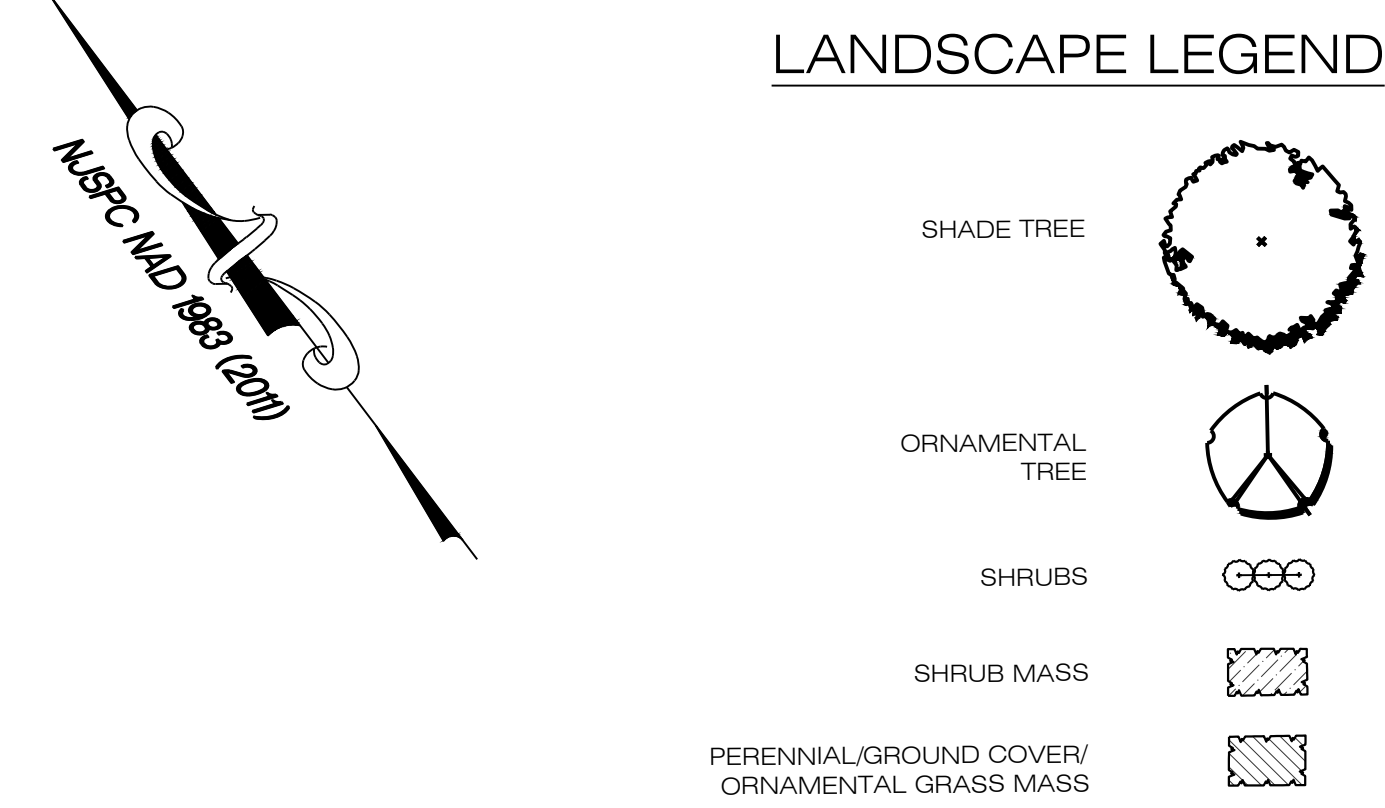 LANDSCAPE LEGEND
NJSPC NAD 1983 (2011)
SHADE TREE
ORNAMENTAL
TREE
SHRUBS
SHRUB MASS
PERENNIAL/GROUND COVER/
ORNAMENTAL GRASS MASS